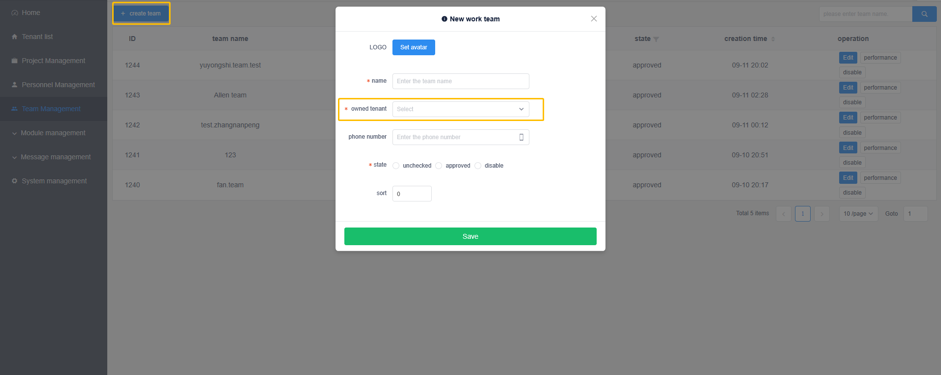 Home
Tenant list
Project Management
Personnel Management
Team Management
Module management
Message management
System management
+ create team
Search enter team name
ID team name state creation time operation
1244 yuyungshi.team.test approved 09-11 20:02 Edit performance disable
1243 Allen team approved 09-11 02:28 Edit performance disable
1242 test.zhangnanpeng approved 09-11 00:12 Edit performance disable
1241 123 approved 09-10 20:51 Edit performance disable
1240 fan team approved 09-10 20:17 Edit performance disable
Total 5 items 1 10 /page Goto 1
New work team
LOGO Set avatar
* name Enter the team name
* owned tenant Select
phone number Enter the phone number
* state unchecked approved disable
sort 0
Save